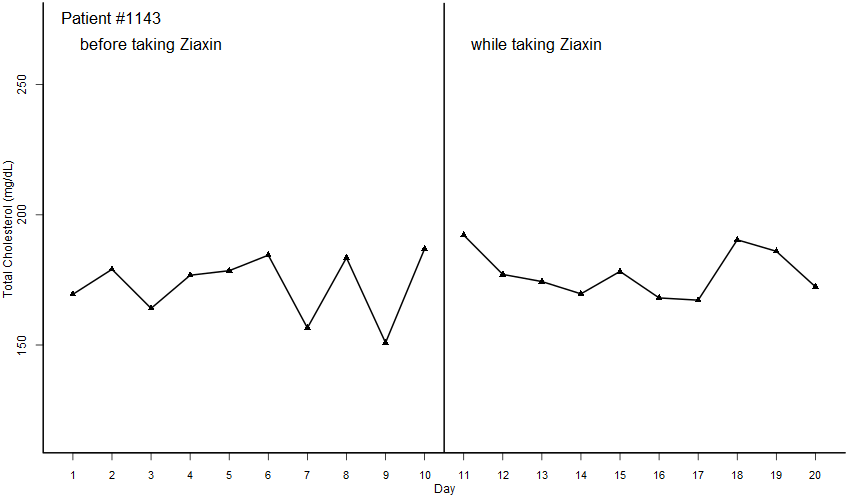 Patient #1143
before taking Ziaxin
while taking Ziaxin
Total Cholesterol (mg/dL)
250
200
150
1 2 3 4 5 6 7 8 9 10 11 12 13 14 15 16 17 18 19 20
Day